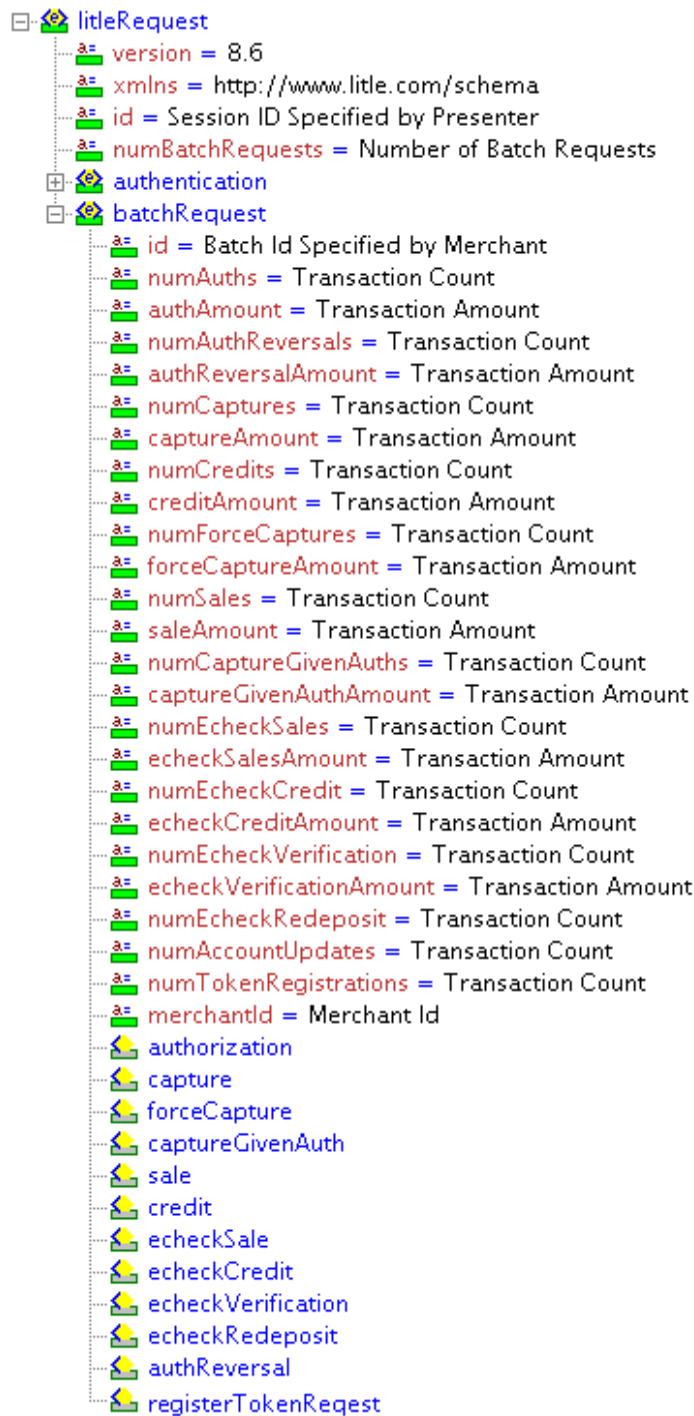 litleRequest
a= version = 8.6
a= xmlns = http://www.litle.com/schema
a= id = Session ID Specified by Presenter
a= numBatchRequests = Number of Batch Requests
authentication
batchRequest
a= id = Batch Id Specified by Merchant
a= numAuths = Transaction Count
a= authAmount = Transaction Amount
a= numAuthReversals = Transaction Count
a= authReversalAmount = Transaction Amount
a= numCaptures = Transaction Count
a= captureAmount = Transaction Amount
a= numCredits = Transaction Count
a= creditAmount = Transaction Amount
a= numForceCaptures = Transaction Count
a= forceCaptureAmount = Transaction Amount
a= numSales = Transaction Count
a= saleAmount = Transaction Amount
a= numCaptureGivenAuths = Transaction Count
a= captureGivenAuthAmount = Transaction Amount
a= numEcheckSales = Transaction Count
a= echeckSalesAmount = Transaction Amount
a= numEcheckCredit = Transaction Count
a= echeckCreditAmount = Transaction Amount
a= numEcheckVerification = Transaction Count
a= echeckVerificationAmount = Transaction Amount
a= numEcheckRedeposit = Transaction Count
a= numAccountUpdates = Transaction Count
a= numTokenRegistrations = Transaction Count
a= merchantId = Merchant Id
authorization
capture
forceCapture
captureGivenAuth
sale
credit
echeckSale
echeckCredit
echeckVerification
echeckRedeposit
authReversal
registerTokenReqest